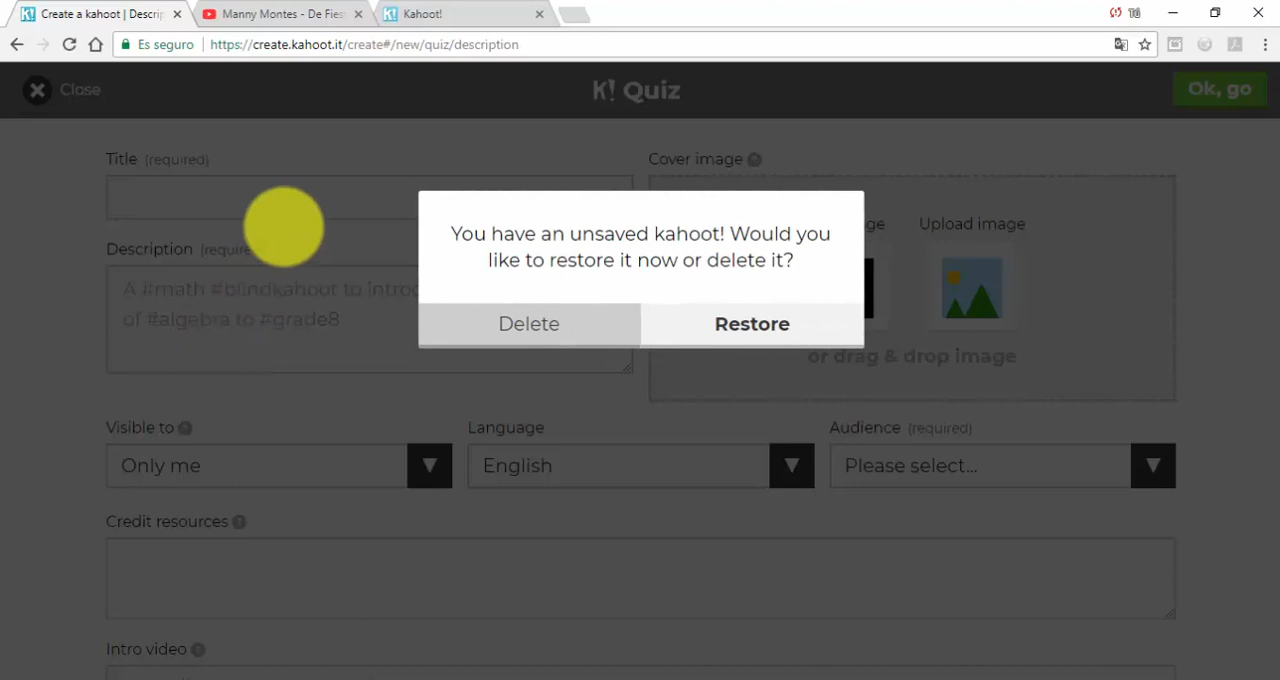 Create a kahoot | Descrip
Manny Montes - De Fies
Kahoot!
Es seguro
https://create.kahoot.it/create#/new/quiz/description
Close
K! Quiz
Ok, go
Title (required)
Cover image
You have an unsaved kahoot! Would you
like to restore it now or delete it?
Upload image
Description
A #math #blindkahoot to
of #algebra to #grade8
Delete
Restore
or drag & drop image
Visible to
Language
Audience (required)
Only me
English
Please select...
Credit resources
Intro video